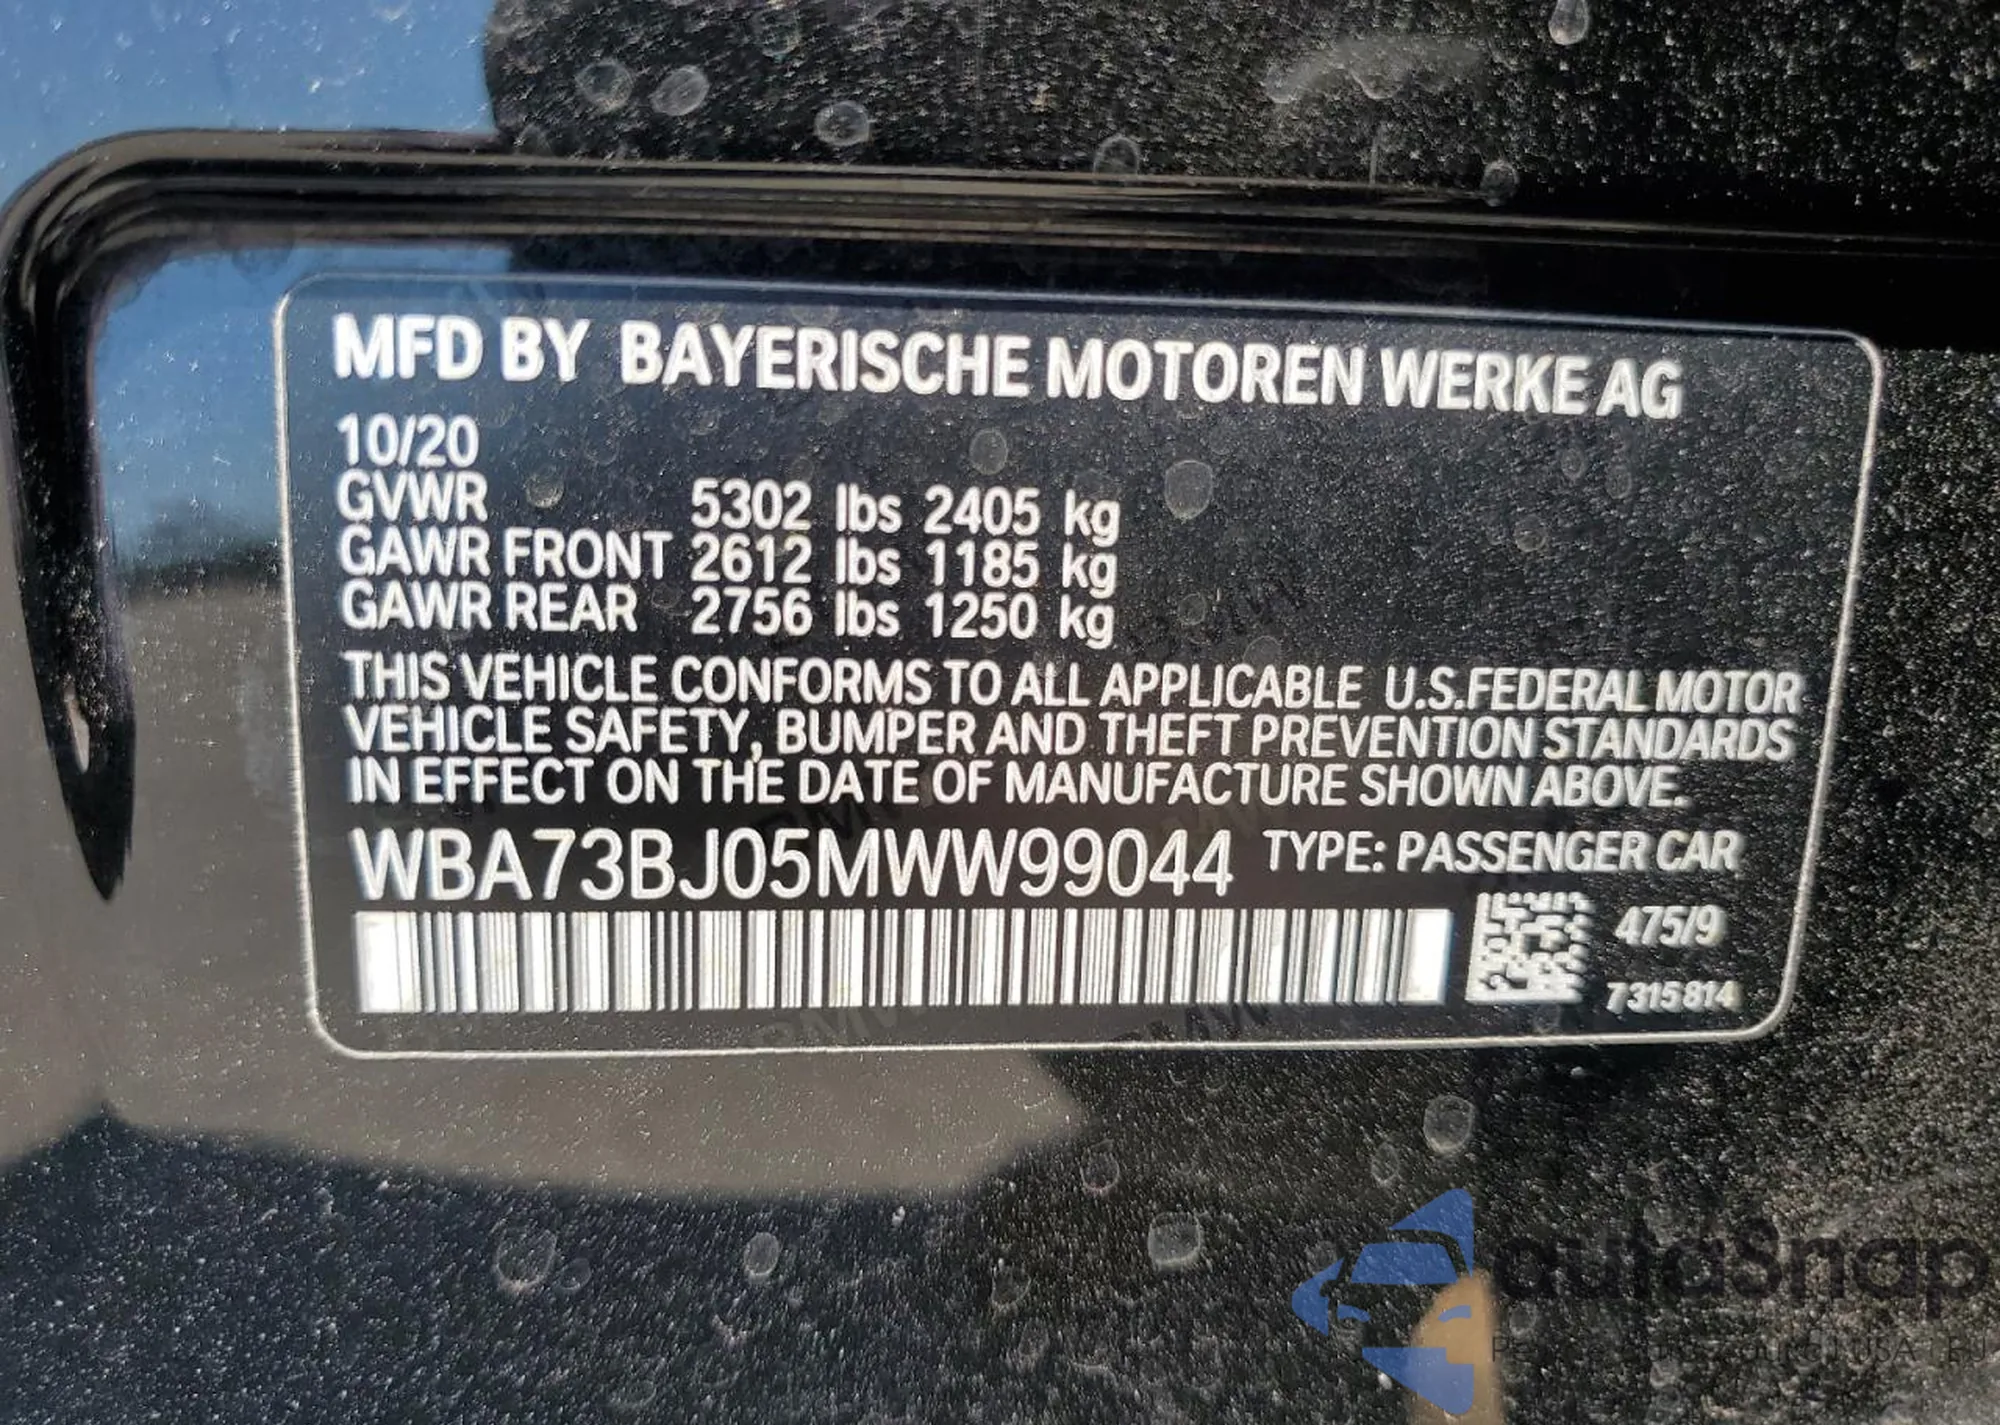 MFD BY BAYERISCHE MOTOREN WERKE AG
10/20
GVWR 5302 lbs 2405 kg
GAWR FRONT 2612 lbs 1185 kg
GAWR REAR 2756 lbs 1250 kg
THIS VEHICLE CONFORMS TO ALL APPLICABLE U.S.FEDERAL MOTOR
VEHICLE SAFETY, BUMPER AND THEFT PREVENTION STANDARDS
IN EFFECT ON THE DATE OF MANUFACTURE SHOWN ABOVE.
WBA73BJ05MWW99044 TYPE: PASSENGER CAR
475/9
7315814
autoSnap